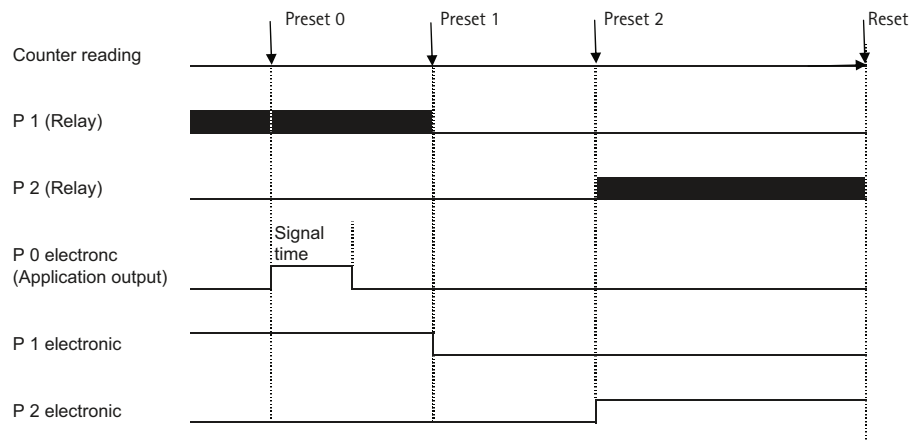 Preset 0 Preset 1 Preset 2 Reset
Counter reading
P 1 (Relay)
P 2 (Relay)
Signal
time
P 0 electronc
(Application output)
P 1 electronic
P 2 electronic